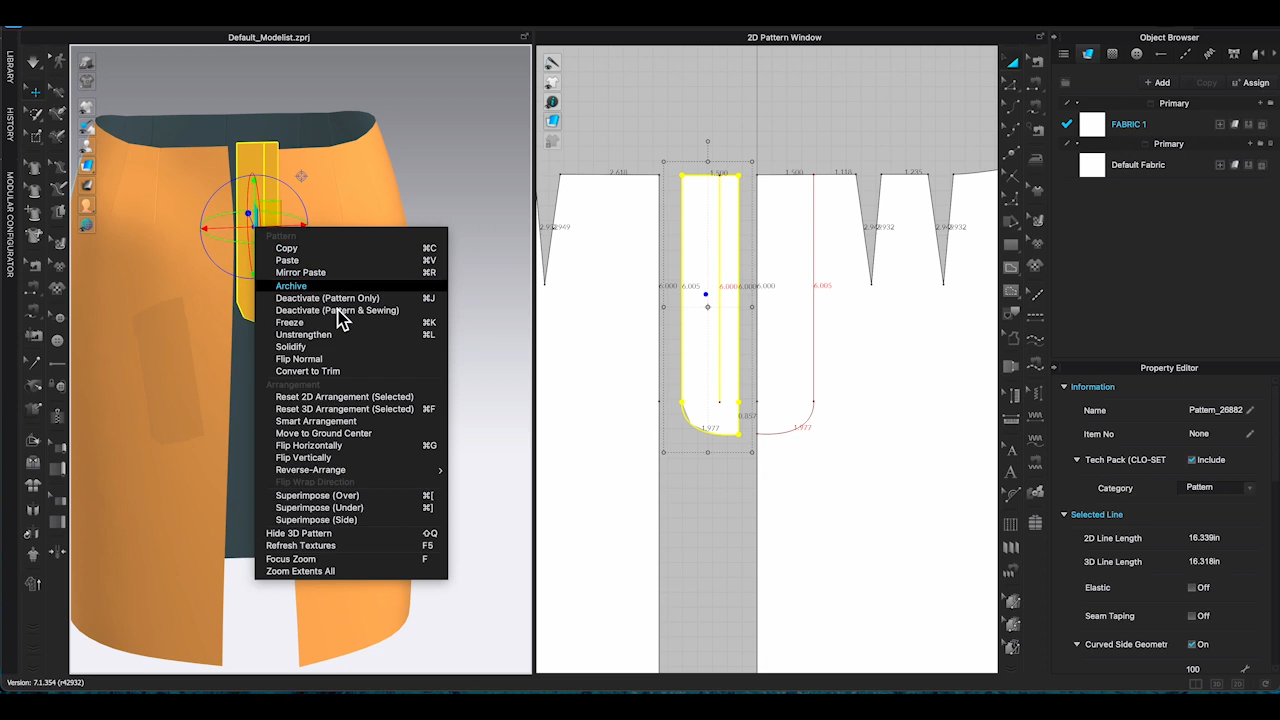 Default_Modelist.zprj
2D Pattern Window
Object Browser
LIBRARY
HISTORY
MODULAR CONFIGURATOR
+ Add
Copy
Assign
Primary
FABRIC 1
Primary
Default Fabric
2.618
1.500
1.500
1.118
1.235
6.000
6.005
6.000
6.000
6.005
0.857
1.977
1.977
Pattern
Copy ⌘C
Paste ⌘V
Mirror Paste ⌘R
Archive
Deactivate (Pattern Only) ⌘J
Deactivate (Pattern & Sewing)
Freeze ⌘K
Unstrengthen ⌘L
Solidify
Flip Normal
Convert to Trim
Arrangement
Reset 2D Arrangement (Selected)
Reset 3D Arrangement (Selected) ⌘F
Smart Arrangement
Move to Ground Center
Flip Horizontally ⌘G
Flip Vertically
Reverse-Arrange
Flip Wrap Direction
Superimpose (Over) ⌘[
Superimpose (Under) ⌘]
Superimpose (Side)
Hide 3D Pattern ⇧Q
Refresh Textures F5
Focus Zoom F
Zoom Extents All
Property Editor
Information
Name Pattern_26882
Item No None
Tech Pack (CLO-SET Include
Category Pattern
Selected Line
2D Line Length 16.339in
3D Line Length 16.318in
Elastic Off
Seam Taping Off
Curved Side Geometr On
100
Version: 7.1.354 (r42932)
3D
2D